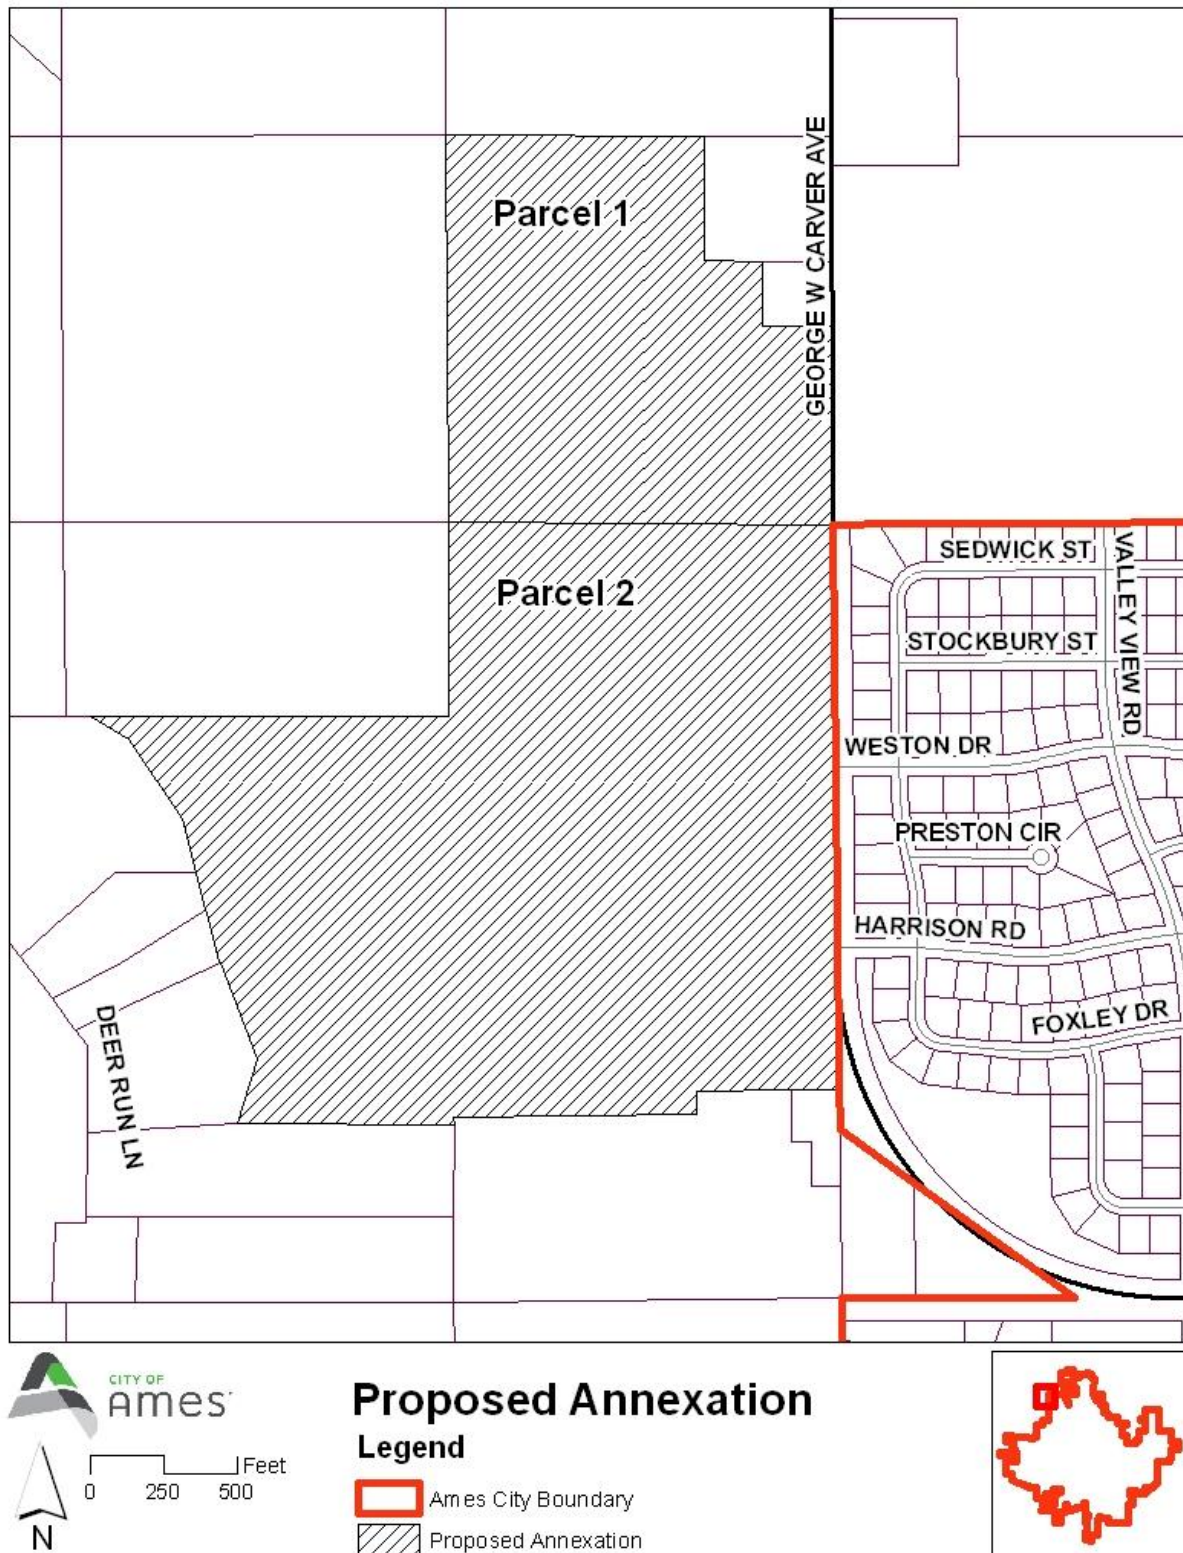 Parcel 1
GEORGE W CARVER AVE
Parcel 2
SEDWICK ST
VALLEY VIEW RD
STOCKBURY ST
WESTON DR
PRESTON CIR
HARRISON RD
FOXLEY DR
DEER RUN LN
CITY OF
Ames
Proposed Annexation
Legend
Feet
0 250 500
N
Ames City Boundary
Proposed Annexation